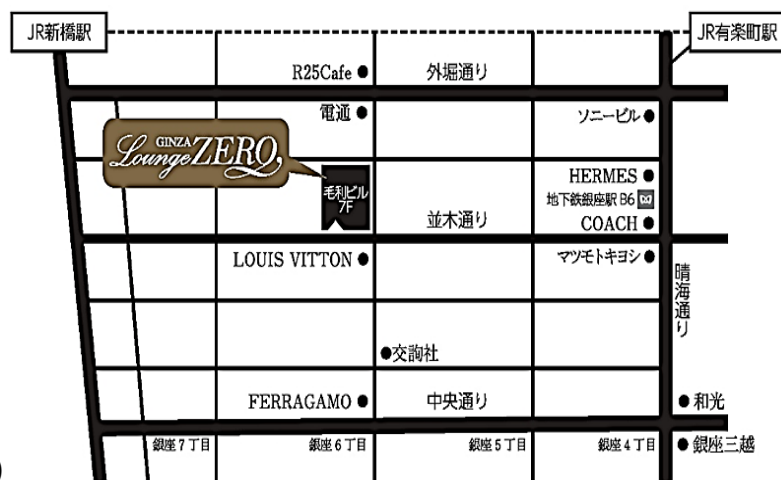 JR新橋駅
JR有楽町駅
R25Cafe
外堀通り
電通
ソニービル
GINZA
Lounge ZERO
毛利ビル
7F
HERMES
地下鉄銀座駅 B6
並木通り
COACH
LOUIS VITTON
マツモトキヨシ
晴海通り
交詢社
FERRAGAMO
中央通り
和光
銀座7丁目
銀座6丁目
銀座5丁目
銀座4丁目
銀座三越